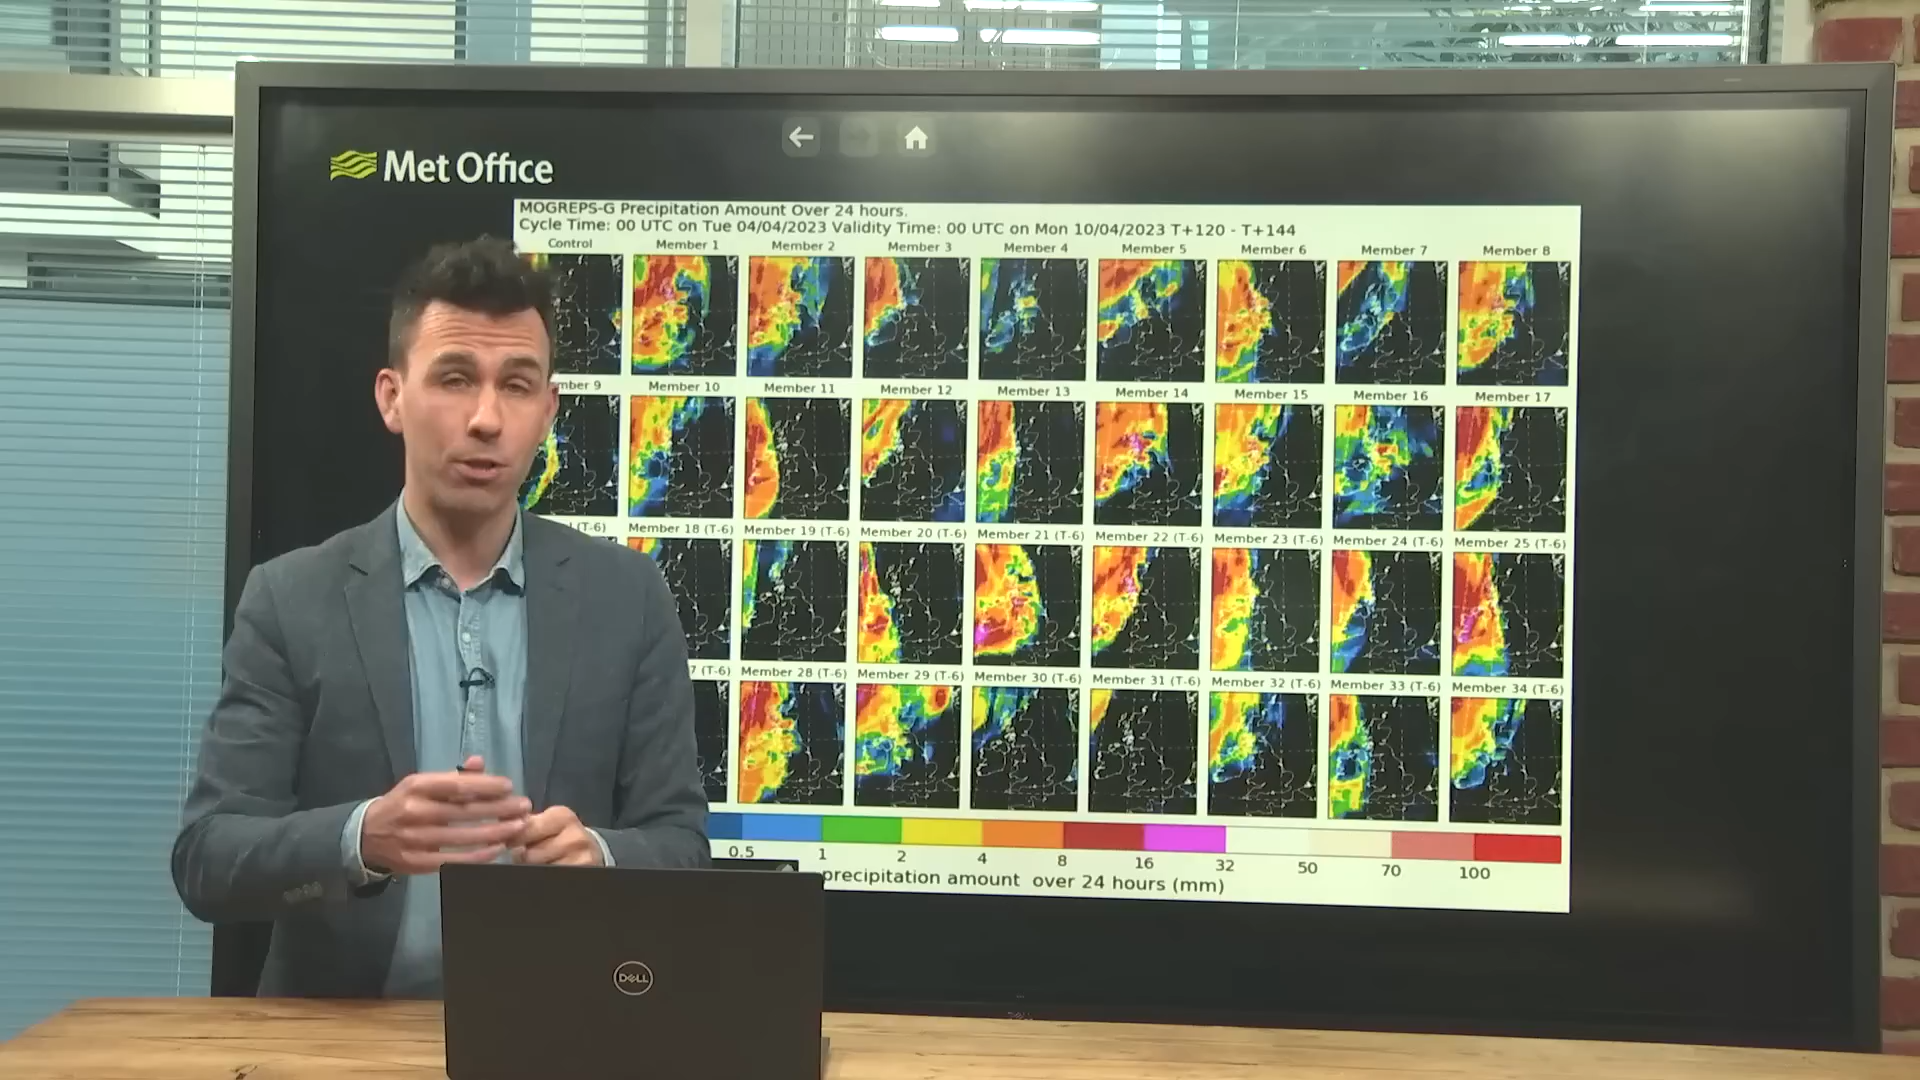 Met Office
MOGREPS-G Precipitation Amount Over 24 hours.
Cycle Time: 00 UTC on Tue 04/04/2023 Validity Time: 00 UTC on Mon 10/04/2023 T+120 - T+144
Control Member 1 Member 2 Member 3 Member 4 Member 5 Member 6 Member 7 Member 8
mber 9 Member 10 Member 11 Member 12 Member 13 Member 14 Member 15 Member 16 Member 17
(T-6) Member 18 (T-6) Member 19 (T-6) Member 20 (T-6) Member 21 (T-6) Member 22 (T-6) Member 23 (T-6) Member 24 (T-6) Member 25 (T-6)
7 (T-6) Member 28 (T-6) Member 29 (T-6) Member 30 (T-6) Member 31 (T-6) Member 32 (T-6) Member 33 (T-6) Member 34 (T-6)
0.5 1 2 4 8 16 32 50 70 100
precipitation amount over 24 hours (mm)
DELL